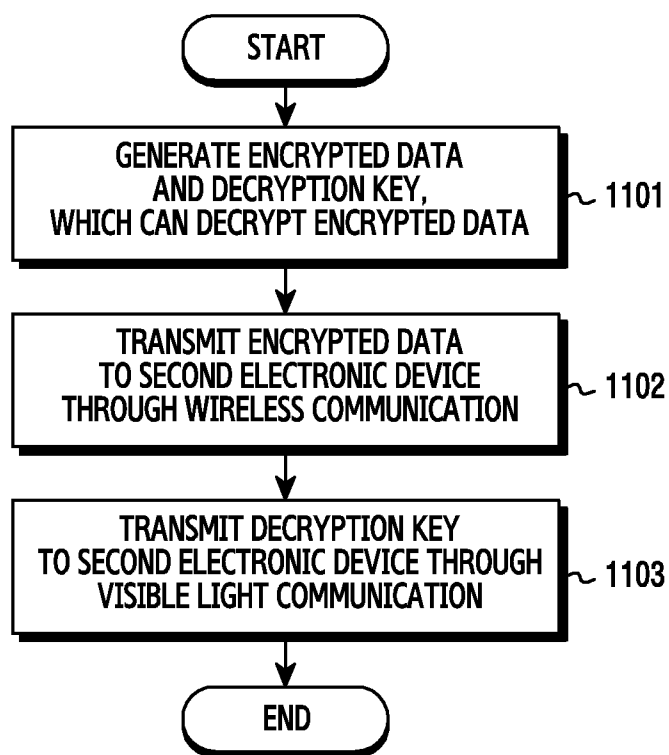 START
GENERATE ENCRYPTED DATA
AND DECRYPTION KEY,
WHICH CAN DECRYPT ENCRYPTED DATA
1101
TRANSMIT ENCRYPTED DATA
TO SECOND ELECTRONIC DEVICE
THROUGH WIRELESS COMMUNICATION
1102
TRANSMIT DECRYPTION KEY
TO SECOND ELECTRONIC DEVICE THROUGH
VISIBLE LIGHT COMMUNICATION
1103
END